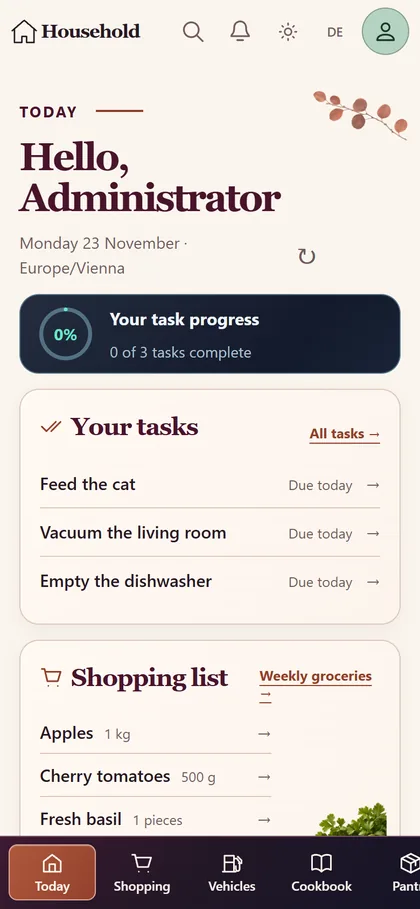 Household
DE
TODAY
Hello,
Administrator
Monday 23 November ·
Europe/Vienna
↻
0%
Your task progress
0 of 3 tasks complete
Your tasks
All tasks →
Feed the cat Due today →
Vacuum the living room Due today →
Empty the dishwasher Due today →
Shopping list
Weekly groceries
→
Apples 1 kg →
Cherry tomatoes 500 g →
Fresh basil 1 pieces →
Today Shopping Vehicles Cookbook Pant